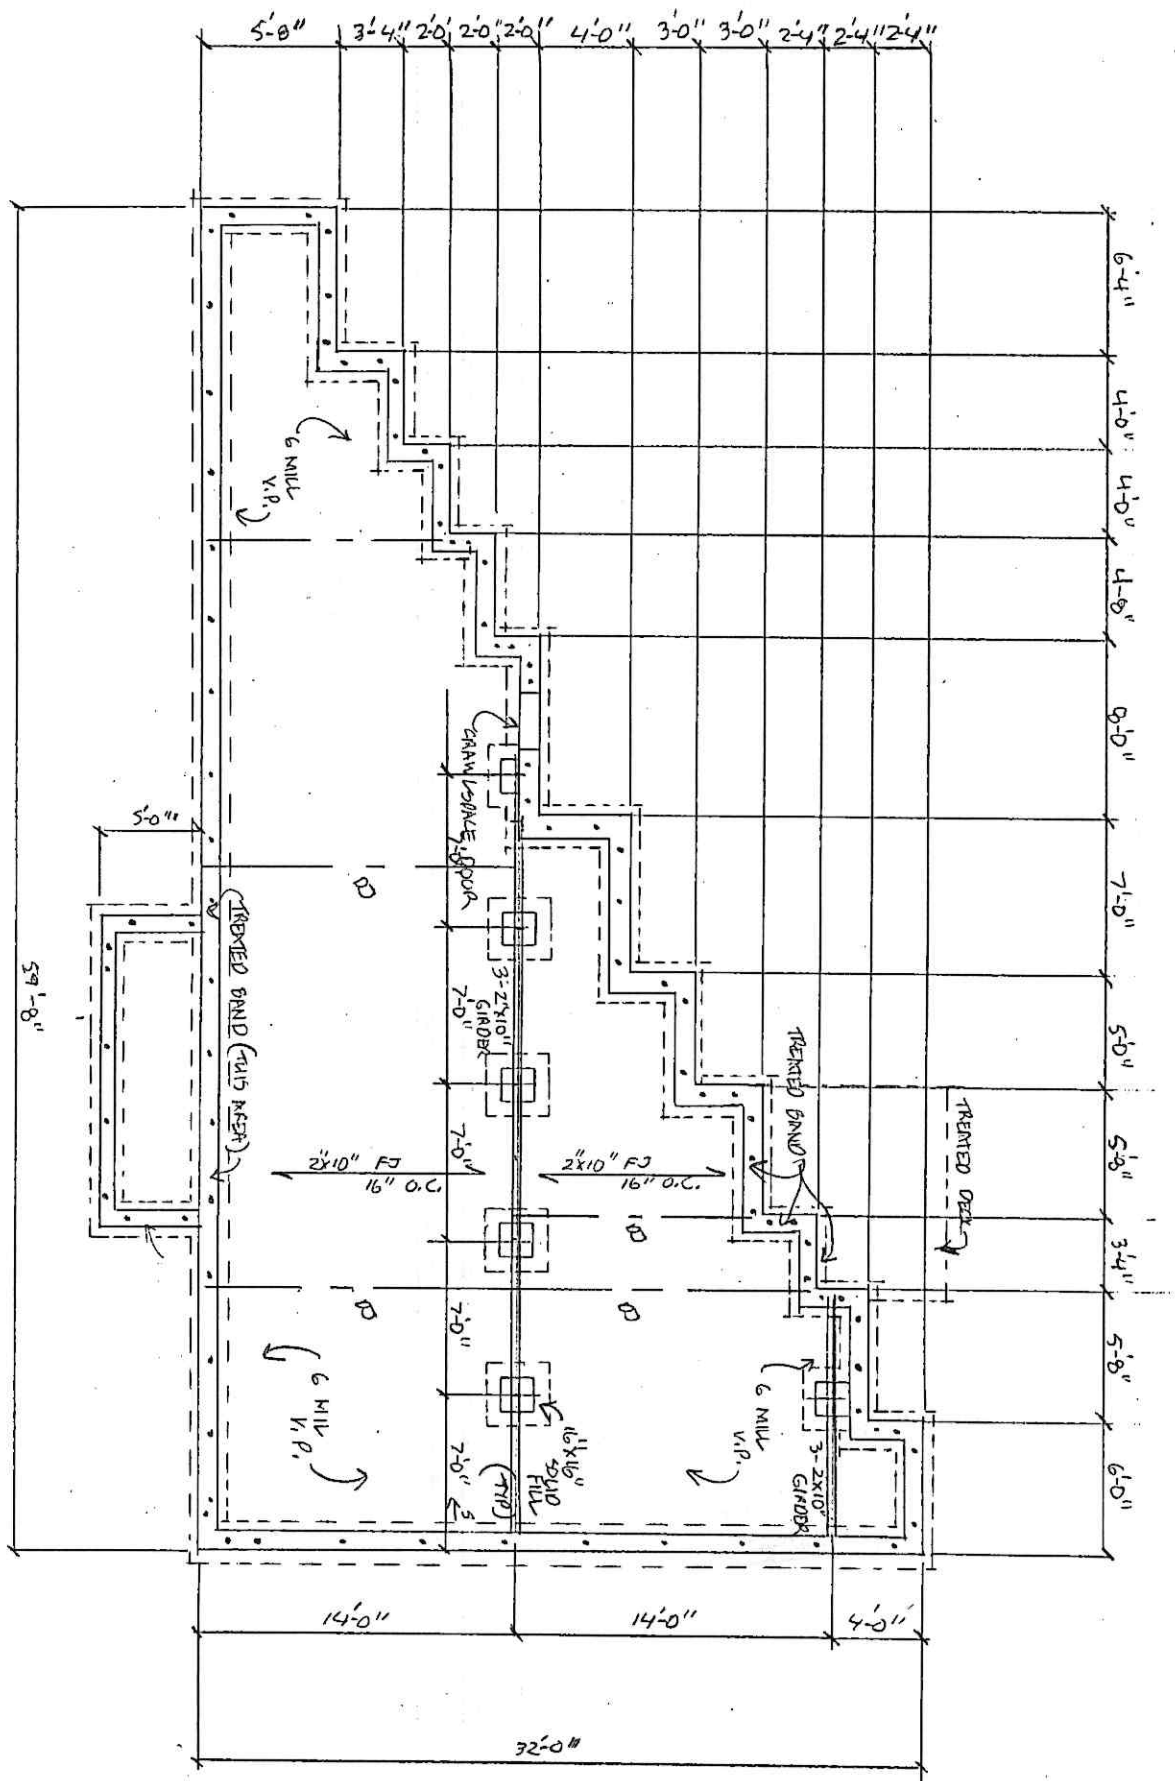 5'-8"
3'-4"
2'-0"
2'-0"
2'-0"
4'-0"
3'-0"
3'-0"
2'-4"
2'-4"
2'-4"
6'-4"
4'-0"
4'-0"
4'-8"
8'-0"
7'-0"
5'-0"
5'-8"
3'-4"
5'-8"
6'-0"
6 MILL
V.P.
CRAWLSPACE DOOR
7'-0"
5'-0"
59'-8"
TREATED BAND (THIS AREA)
3-2"x10"
GIRDER
7'-0"
TREATED BAND
TREATED DECK
7'-0"
2"x10" FJ
16" O.C.
2"x10" FJ
16" O.C.
7'-0"
6 MILL
V.P.
6 MILL
V.P.
3-2x10"
GIRDER
16"x16"
SOLID
FILL
(TYP)
7'-0"
14'-0"
14'-0"
4'-0"
32'-0"